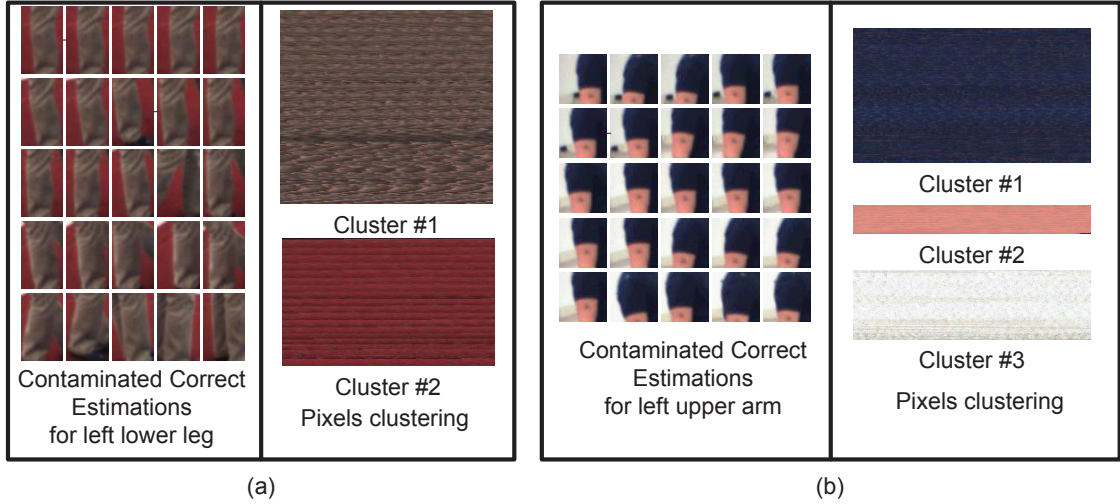 Contaminated Correct
Estimations
for left lower leg
Cluster #1
Cluster #2
Pixels clustering
(a)
Contaminated Correct
Estimations
for left upper arm
Cluster #1
Cluster #2
Cluster #3
Pixels clustering
(b)